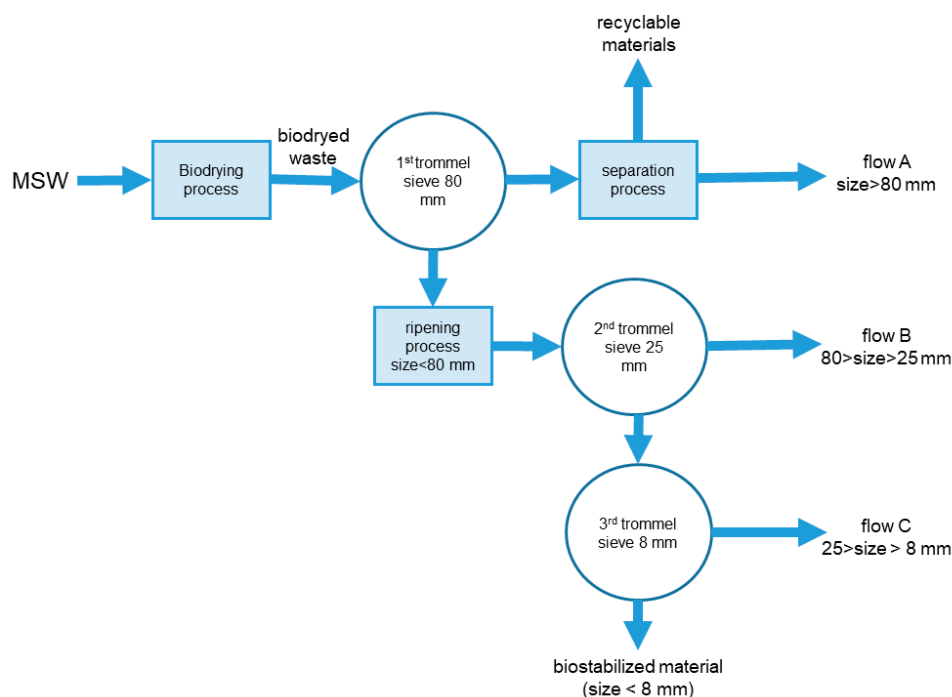 recyclable
materials
MSW
Biodrying
process
biodryed
waste
1st trommel
sieve 80
mm
separation
process
flow A
size>80 mm
ripening
process
size<80 mm
2nd trommel
sieve 25
mm
flow B
80>size>25 mm
3rd trommel
sieve 8 mm
flow C
25>size > 8 mm
biostabilized material
(size < 8 mm)